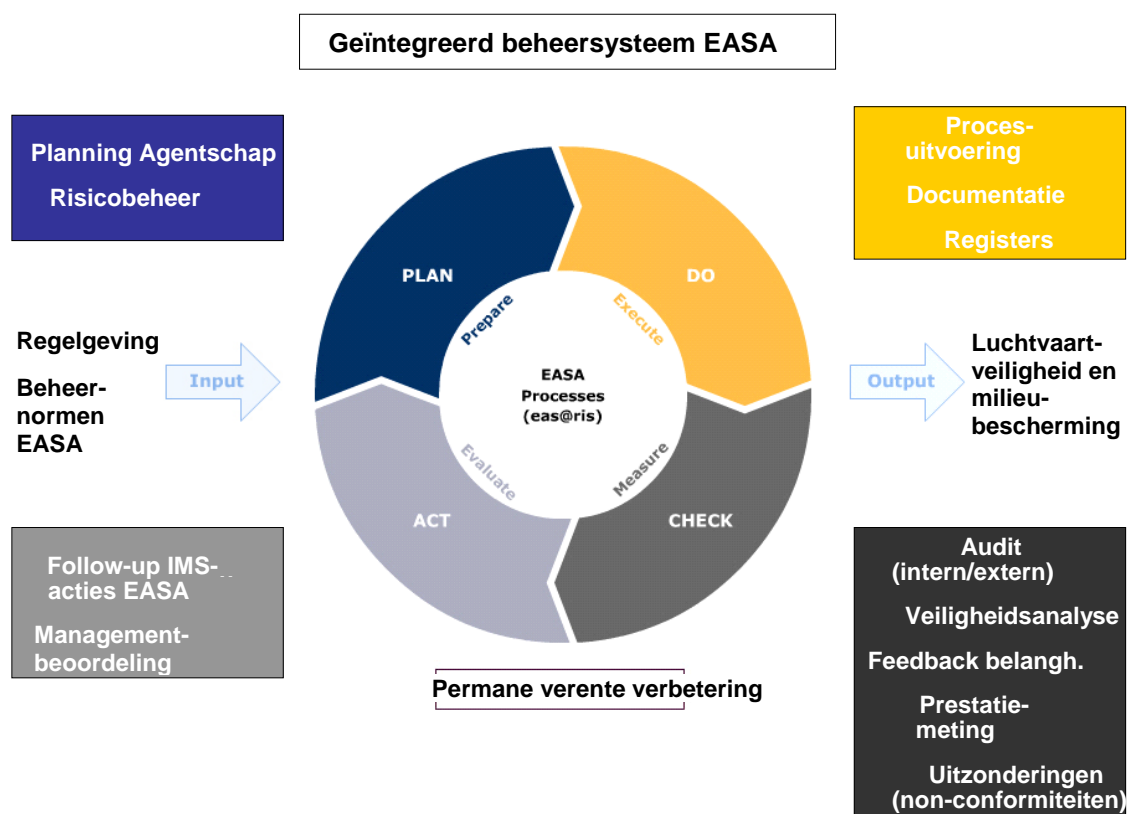 Geïntegreerd beheersysteem EASA
Planning Agentschap
Risicobeheer
Proces-
uitvoering
Documentatie
Registers
PLAN
DO
Prepare
Execute
Regelgeving
Beheer-
normen
EASA
Input
EASA
Processes
(eas@ris)
Output
Luchtvaart-
veiligheid en
milieu-
bescherming
Evaluate
Measure
ACT
CHECK
Follow-up IMS-
acties EASA
Management-
beoordeling
Audit
(intern/extern)
Veiligheidsanalyse
Feedback belangh.
Prestatie-
meting
Uitzonderingen
(non-conformiteiten)
Permane verente verbetering